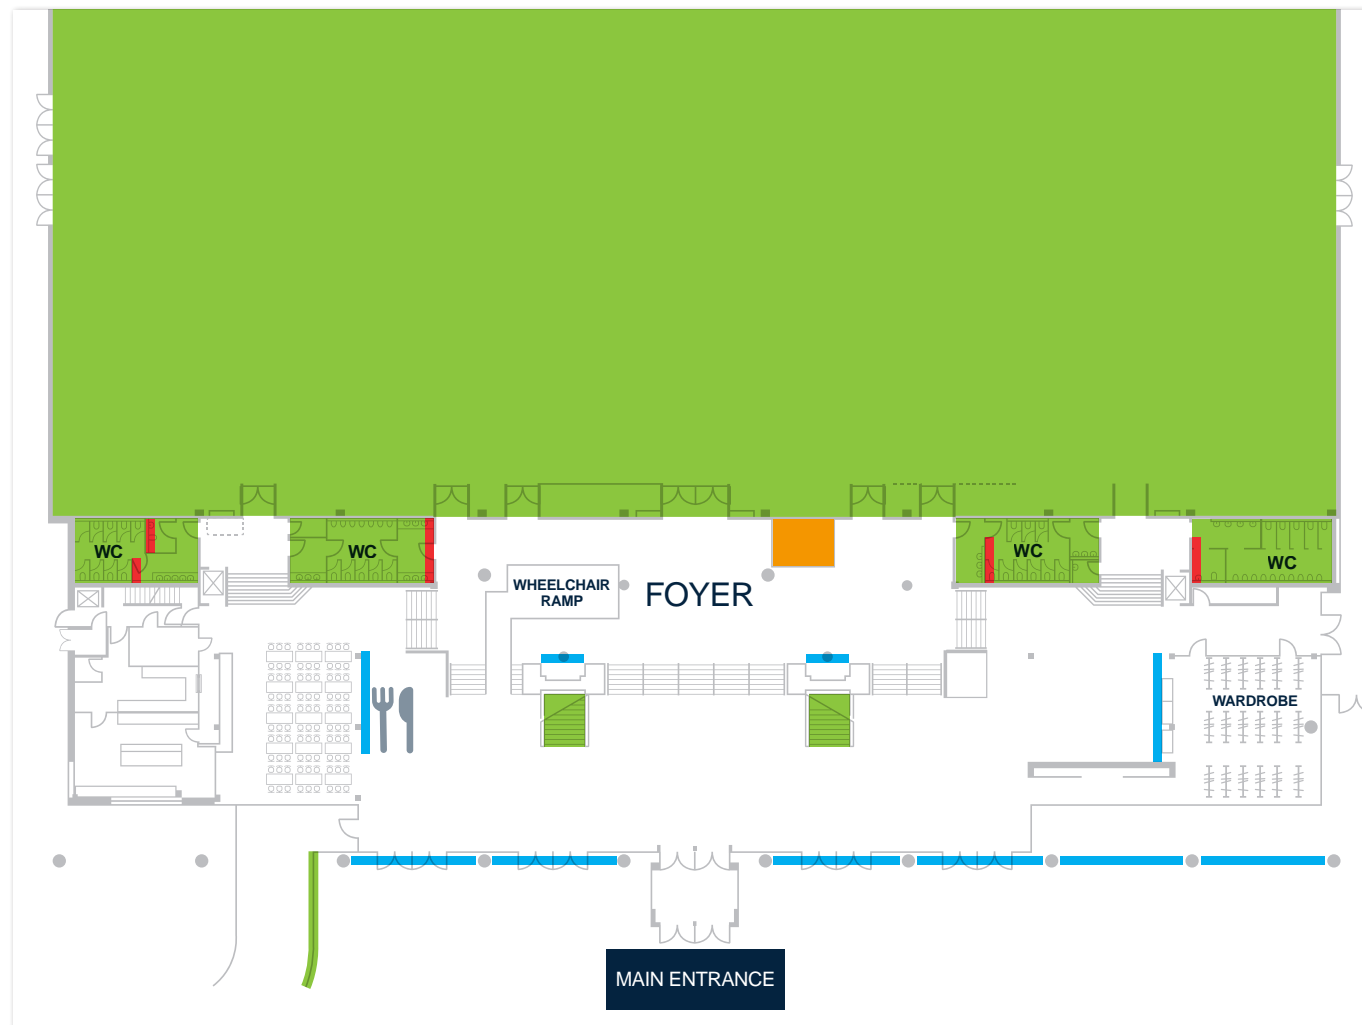 WC
WC
WC
WC
WHEELCHAIR
RAMP
FOYER
WARDROBE
MAIN ENTRANCE